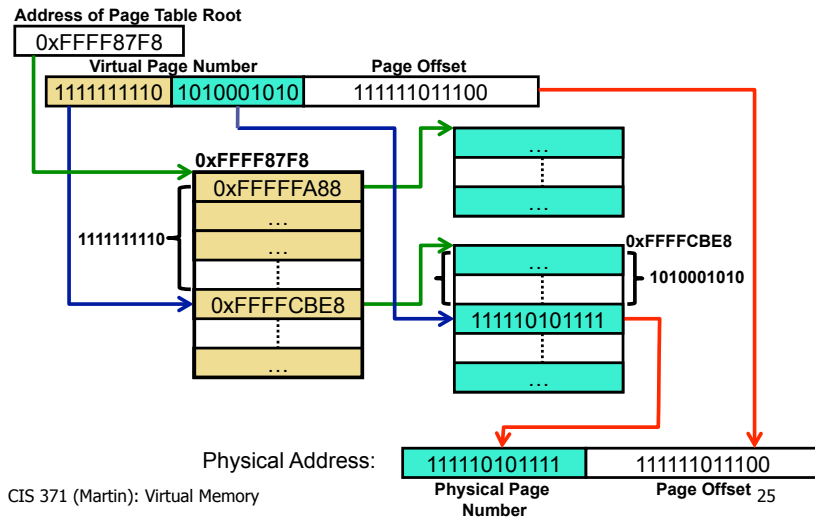 Address of Page Table Root
0xFFFF87F8
Virtual Page Number Page Offset
1111111110 1010001010 111111011100
0xFFFF87F8
0xFFFFFA88
...
...
...
1111111110
0xFFFFCBE8
...
...
...
0xFFFFCBE8
...
1010001010
111110101111
...
Physical Address: 111110101111 111111011100
Physical Page Number Page Offset
CIS 371 (Martin): Virtual Memory 25